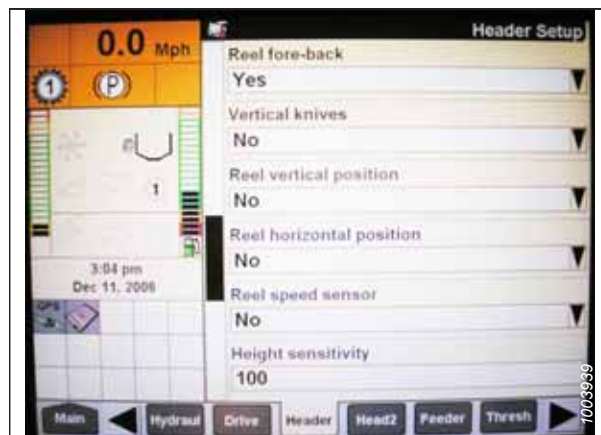 0.0 Mph
Header Setup
1
P
Reel fore-back
Yes
Vertical knives
No
1
Reel vertical position
No
Reel horizontal position
No
3:04 pm
Dec 11, 2006
Reel speed sensor
No
GPS
Height sensitivity
100
Main
Hydraul
Drive
Header
Head2
Feeder
Thresh
1003939